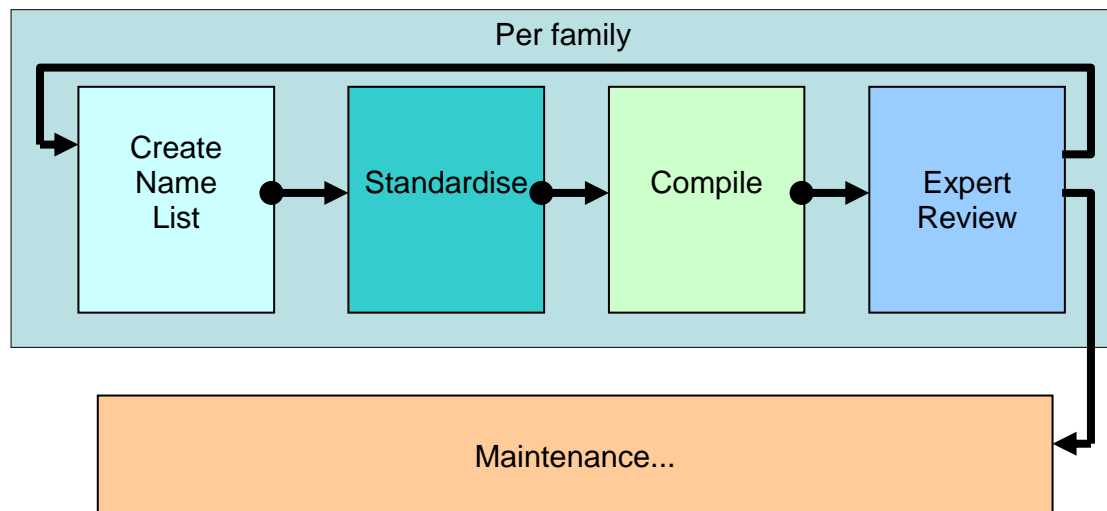 Per family
Create
Name
List
Standardise
Compile
Expert
Review
Maintenance...